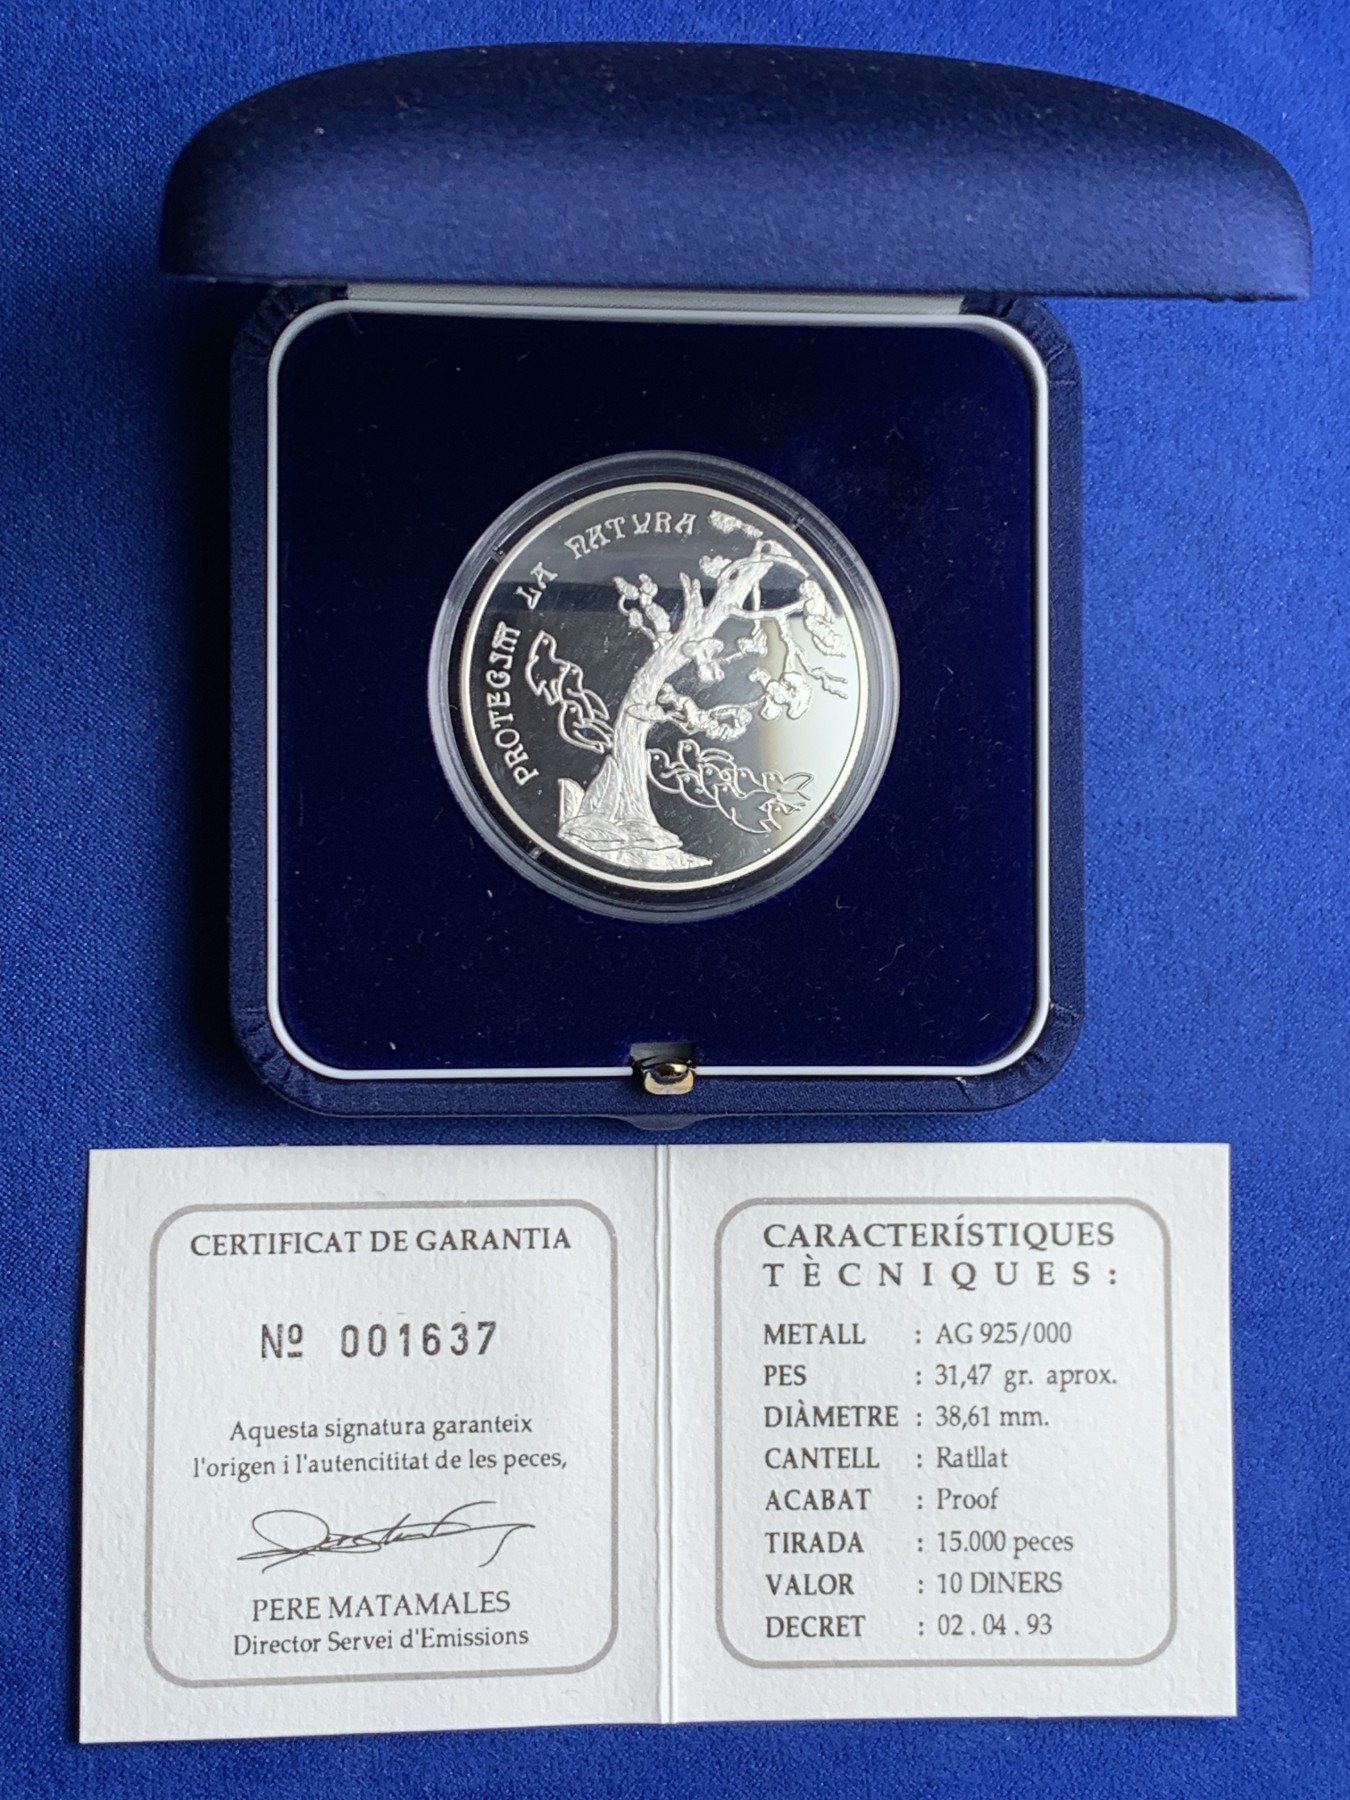 PROTEGIM LA NATURA
CERTIFICAT DE GARANTIA
Nº 001637
Aquesta signatura garanteix
l'origen i l'autencititat de les peces,
PERE MATAMALES
Director Servei d'Emissions
CARACTERÍSTIQUES
TÈCNIQUES:
METALL : AG 925/000
PES : 31,47 gr. aprox.
DIÀMETRE : 38,61 mm.
CANTELL : Ratllat
ACABAT : Proof
TIRADA : 15.000 peces
VALOR : 10 DINERS
DECRET : 02.04.93